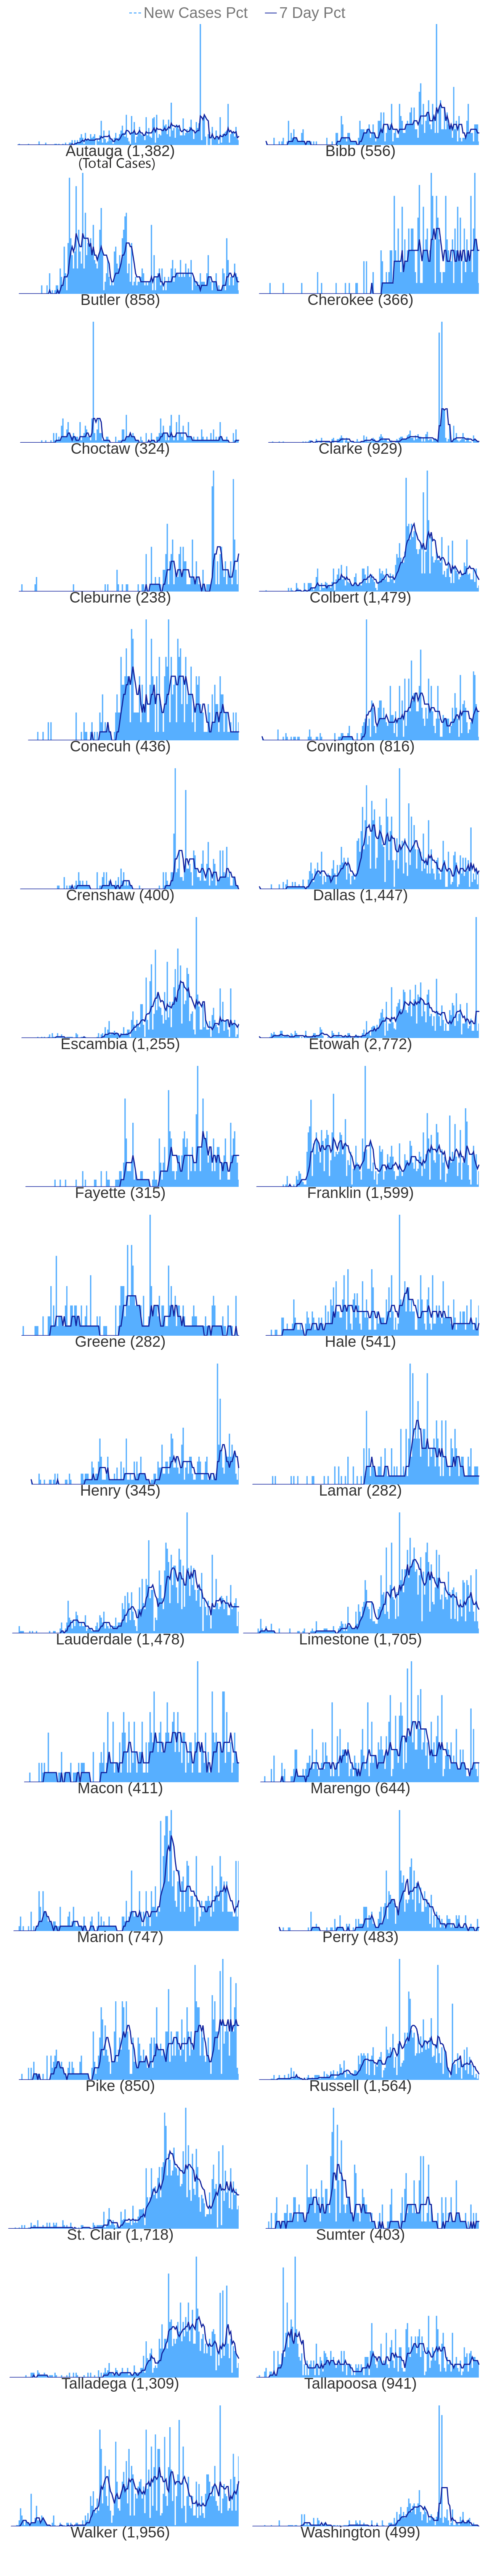 New Cases Pct 7 Day Pct
Autauga (1,382) Bibb (556)
(Total Cases)
Butler (858) Cherokee (366)
Choctaw (324) Clarke (929)
Cleburne (238) Colbert (1,479)
Conecuh (436) Covington (816)
Crenshaw (400) Dallas (1,447)
Escambia (1,255) Etowah (2,772)
Fayette (315) Franklin (1,599)
Greene (282) Hale (541)
Henry (345) Lamar (282)
Lauderdale (1,478) Limestone (1,705)
Macon (411) Marengo (644)
Marion (747) Perry (483)
Pike (850) Russell (1,564)
St. Clair (1,718) Sumter (403)
Talladega (1,309) Tallapoosa (941)
Walker (1,956) Washington (499)